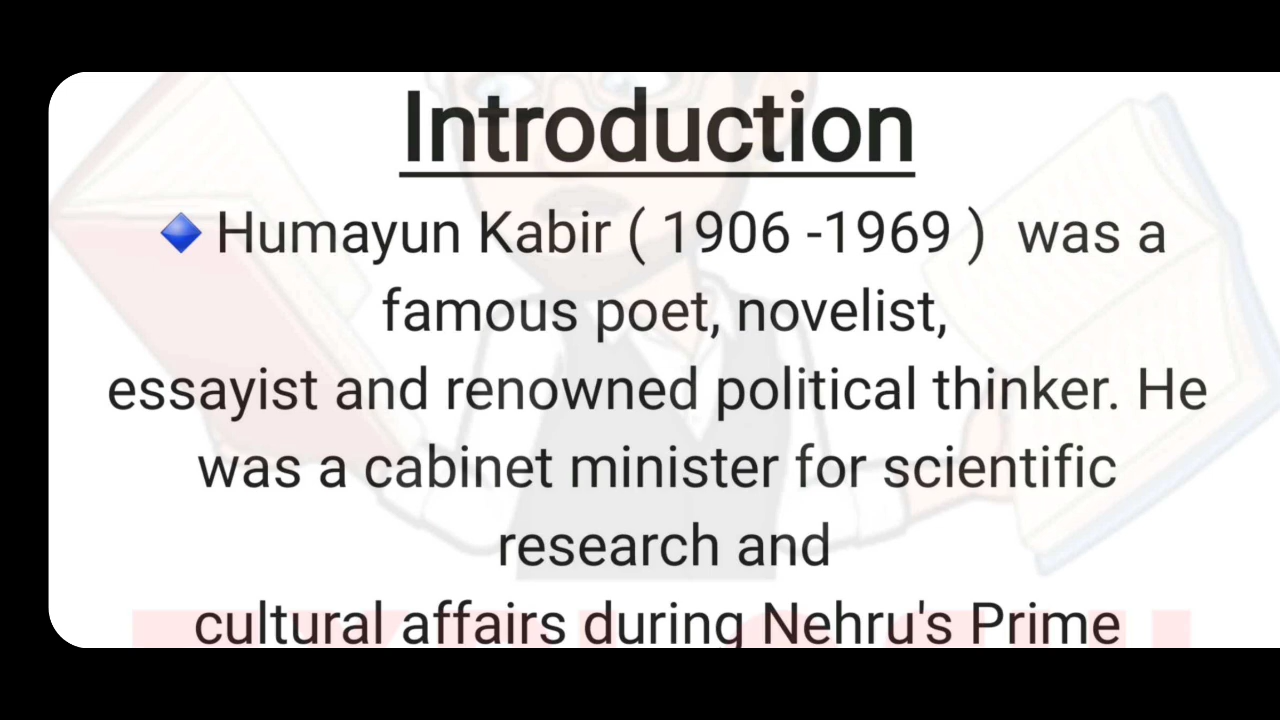 Introduction
🔷 Humayun Kabir ( 1906 -1969 ) was a
famous poet, novelist,
essayist and renowned political thinker. He
was a cabinet minister for scientific
research and
cultural affairs during Nehru's Prime